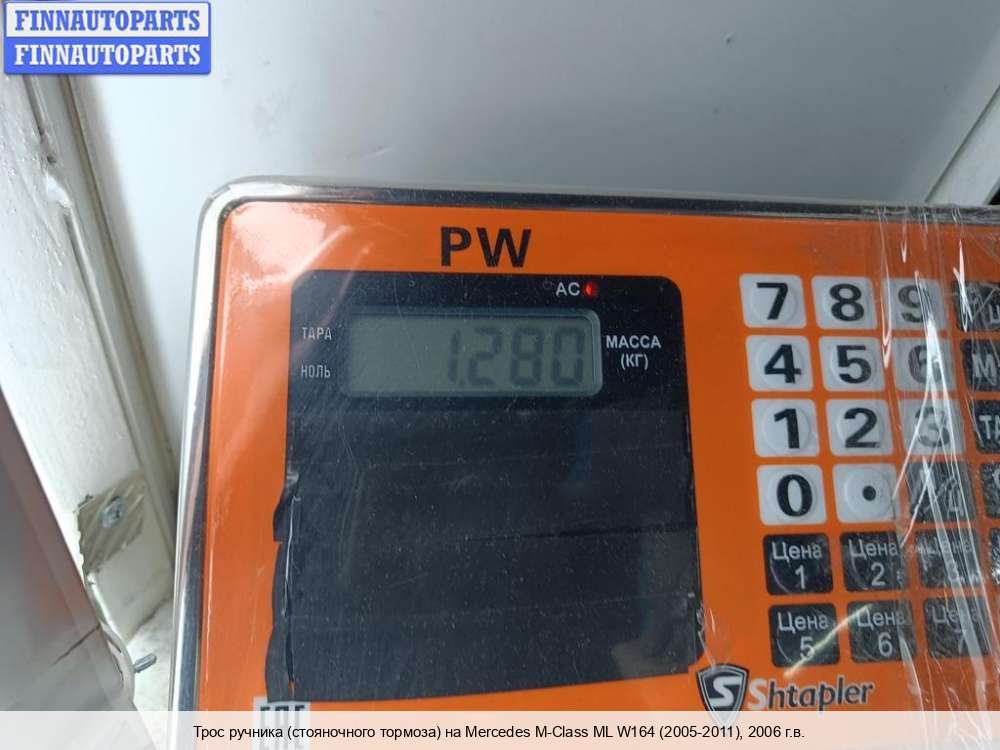 FINNAUTOPARTS
FINNAUTOPARTS
PW
AC
ТАРА
НОЛЬ
1.280
МАССА
(КГ)
7 8 9
4 5 6 М
1 2 3
0 .
Цена 1
Цена 2
Цена 5
Цена 6
S Shtapler
EAC
Трос ручника (стояночного тормоза) на Mercedes M-Class ML W164 (2005-2011), 2006 г.в.